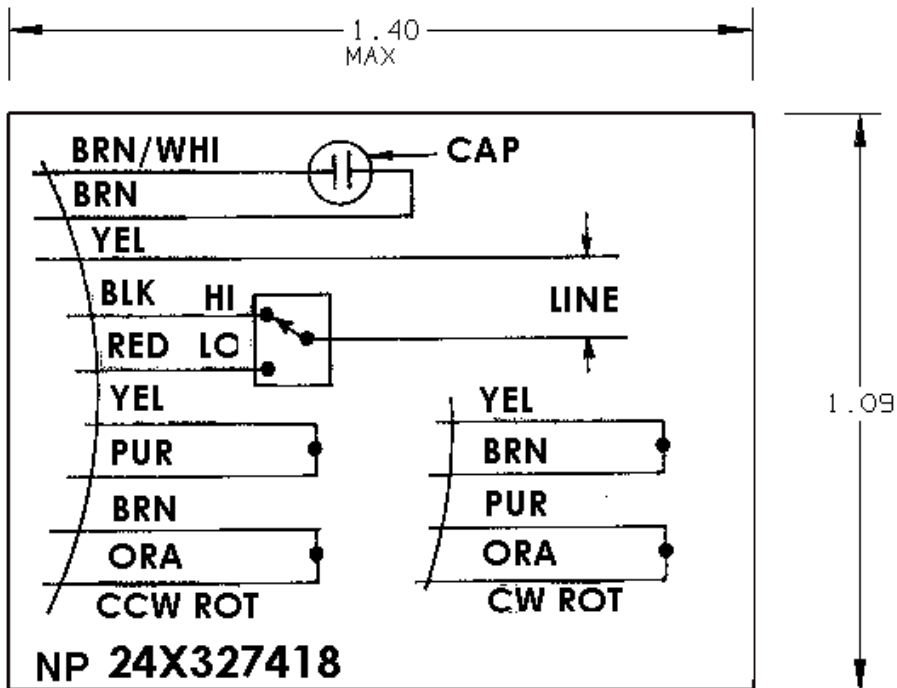 1.40
MAX
BRN/WHI
CAP
BRN
YEL
BLK HI
LINE
RED LO
YEL
PUR
BRN
ORA
CCW ROT
YEL
BRN
PUR
ORA
CW ROT
1.09
NP 24X327418